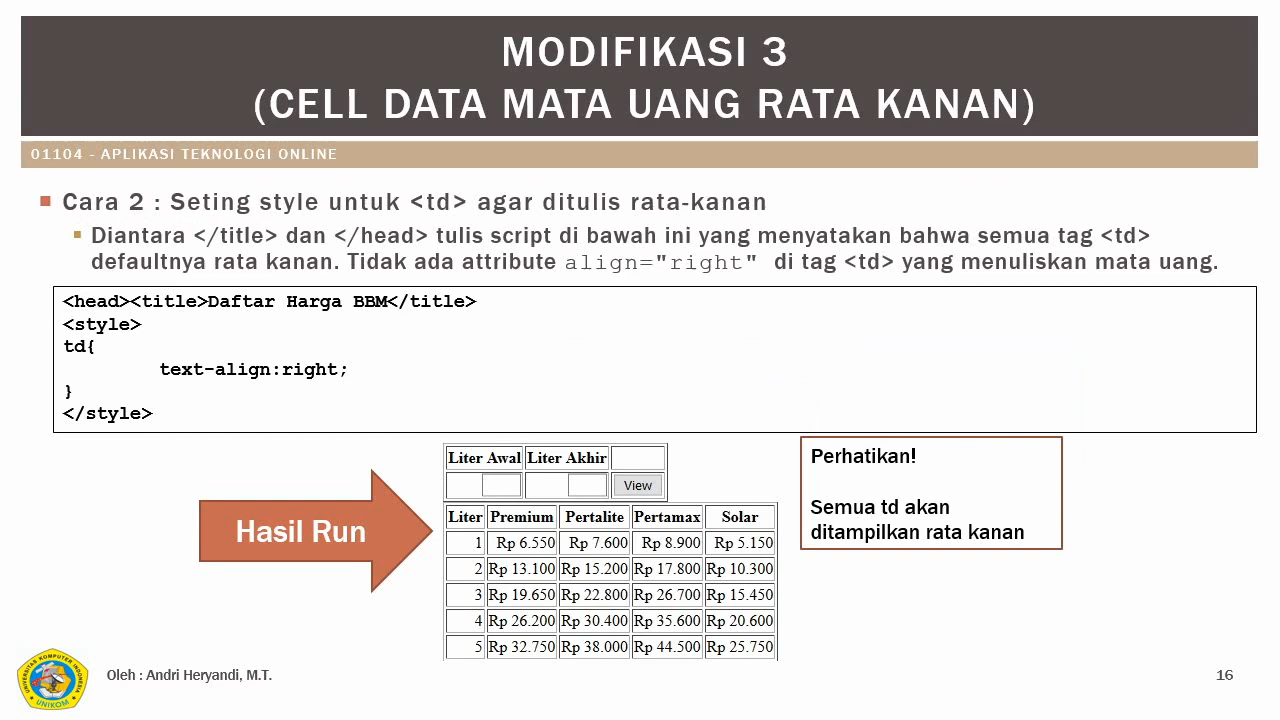 MODIFIKASI 3
(CELL DATA MATA UANG RATA KANAN)
01104 - APLIKASI TEKNOLOGI ONLINE
Cara 2 : Seting style untuk <td> agar ditulis rata-kanan
Diantara </title> dan </head> tulis script di bawah ini yang menyatakan bahwa semua tag <td>
defaultnya rata kanan. Tidak ada attribute align="right" di tag <td> yang menuliskan mata uang.
<head><title>Daftar Harga BBM</title>
<style>
td{
text-align:right;
}
</style>
Hasil Run
Liter Awal Liter Akhir
View
Liter Premium Pertalite Pertamax Solar
1 Rp 6.550 Rp 7.600 Rp 8.900 Rp 5.150
2 Rp 13.100 Rp 15.200 Rp 17.800 Rp 10.300
3 Rp 19.650 Rp 22.800 Rp 26.700 Rp 15.450
4 Rp 26.200 Rp 30.400 Rp 35.600 Rp 20.600
5 Rp 32.750 Rp 38.000 Rp 44.500 Rp 25.750
Perhatikan!
Semua td akan
ditampilkan rata kanan
UNIVERSITAS KOMPUTER INDONESIA
UNIKOM
Oleh : Andri Heryandi, M.T.
16